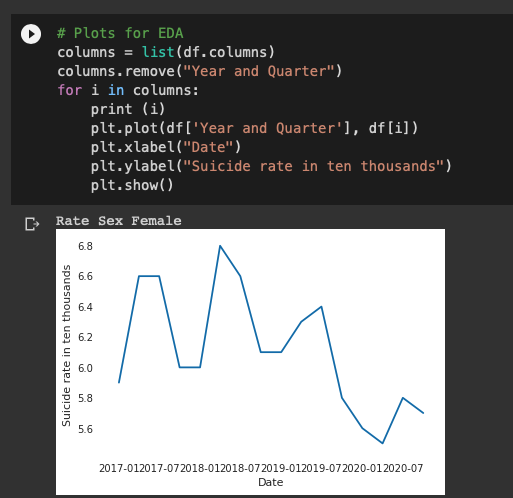 # Plots for EDA
columns = list(df.columns)
columns.remove("Year and Quarter")
for i in columns:
    print (i)
    plt.plot(df['Year and Quarter'], df[i])
    plt.xlabel("Date")
    plt.ylabel("Suicide rate in ten thousands")
    plt.show()
Rate Sex Female
Suicide rate in ten thousands
6.8
6.6
6.4
6.2
6.0
5.8
5.6
2017-012017-072018-012018-072019-012019-072020-012020-07
Date